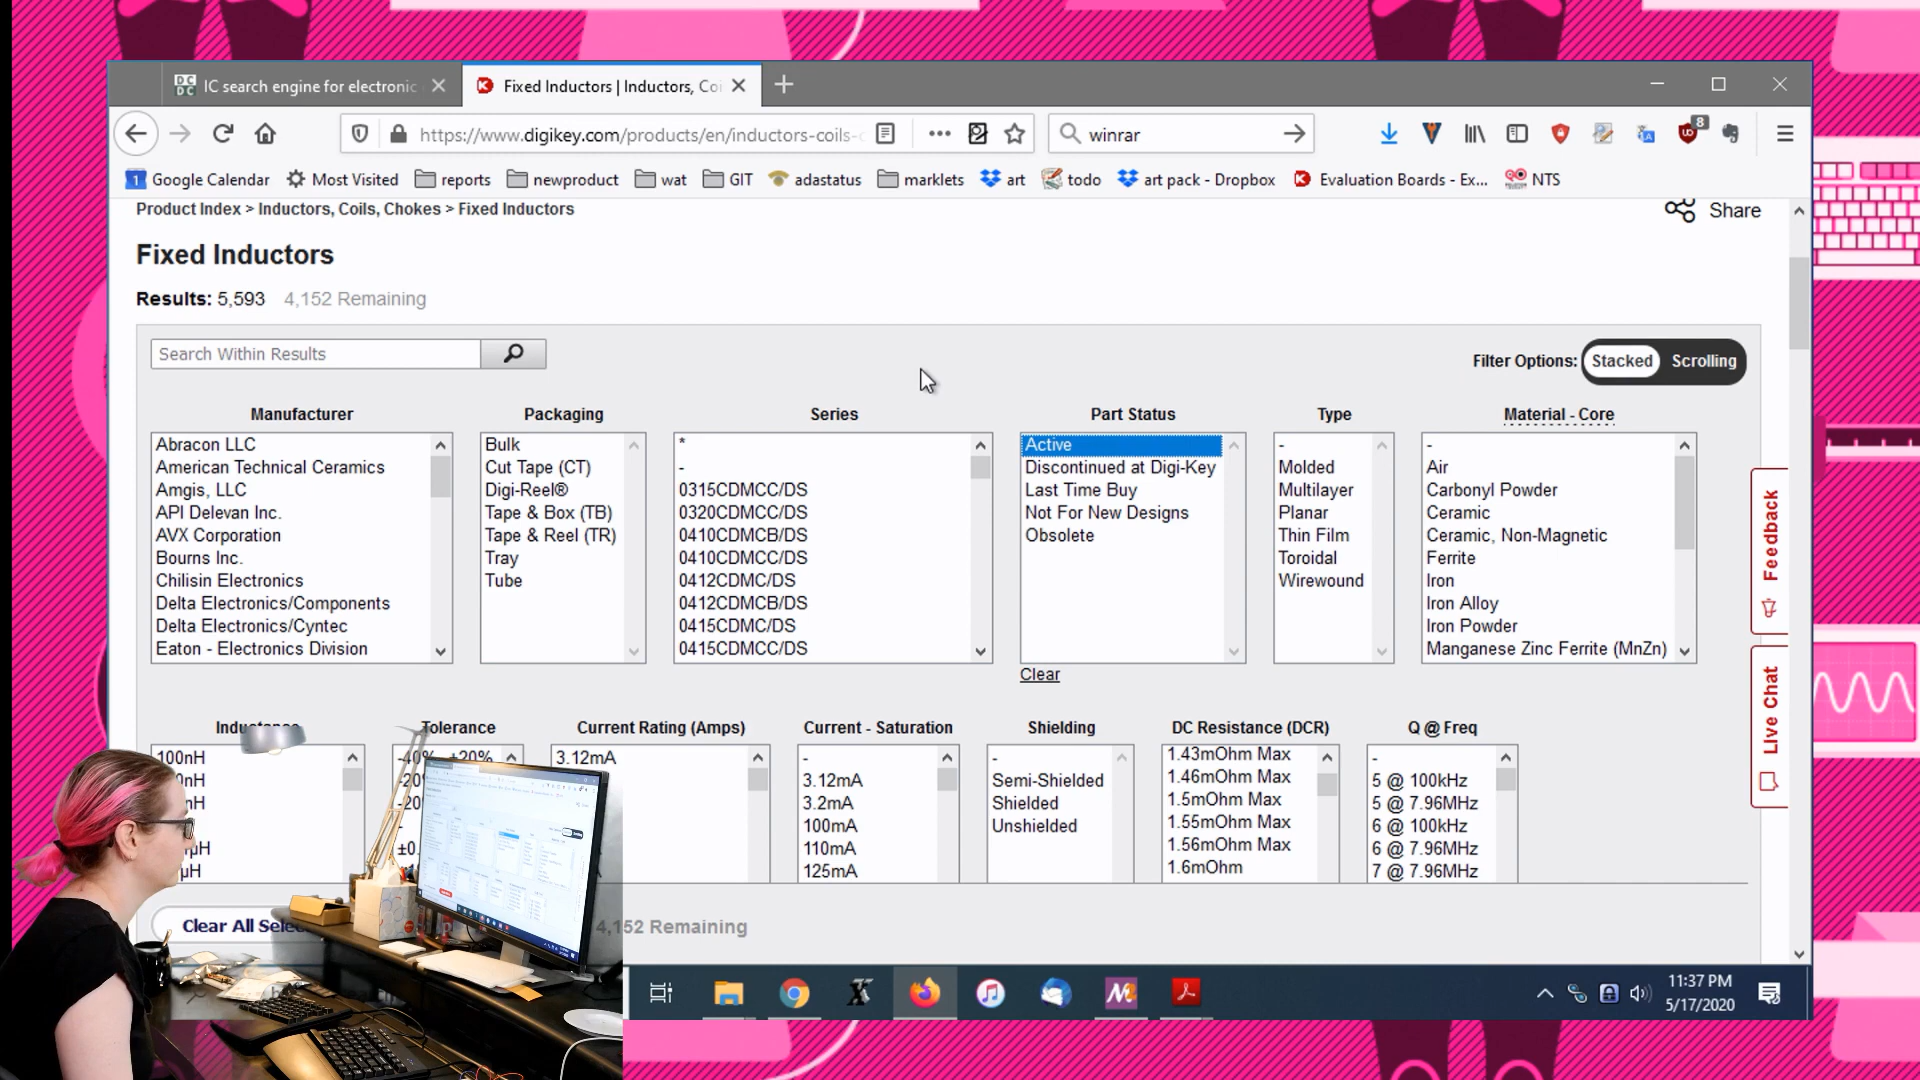 IC search engine for electronic
Fixed Inductors | Inductors, Coi
https://www.digikey.com/products/en/inductors-coils-
winrar
8
1 Google Calendar
Most Visited
reports
newproduct
wat
GIT
adastatus
marklets
art
todo
art pack - Dropbox
Evaluation Boards - Ex...
NTS
Product Index > Inductors, Coils, Chokes > Fixed Inductors
Share
Fixed Inductors
Results: 5,593 4,152 Remaining
Search Within Results
Filter Options: Stacked Scrolling
Manufacturer
Abracon LLC
American Technical Ceramics
Amgis, LLC
API Delevan Inc.
AVX Corporation
Bourns Inc.
Chilisin Electronics
Delta Electronics/Components
Delta Electronics/Cyntec
Eaton - Electronics Division
Packaging
Bulk
Cut Tape (CT)
Digi-Reel®
Tape & Box (TB)
Tape & Reel (TR)
Tray
Tube
Series
*
-
0315CDMCC/DS
0320CDMCC/DS
0410CDMCB/DS
0410CDMCC/DS
0412CDMC/DS
0412CDMCB/DS
0415CDMC/DS
0415CDMCC/DS
Part Status
Active
Discontinued at Digi-Key
Last Time Buy
Not For New Designs
Obsolete
Clear
Type
-
Molded
Multilayer
Planar
Thin Film
Toroidal
Wirewound
Material - Core
-
Air
Carbonyl Powder
Ceramic
Ceramic, Non-Magnetic
Ferrite
Iron
Iron Alloy
Iron Powder
Manganese Zinc Ferrite (MnZn)
Feedback
Live Chat
Inductance
100nH
nH
nH
µH
µH
Tolerance
-40% +20%
Current Rating (Amps)
3.12mA
Current - Saturation
-
3.12mA
3.2mA
100mA
110mA
125mA
Shielding
-
Semi-Shielded
Shielded
Unshielded
DC Resistance (DCR)
1.43mOhm Max
1.46mOhm Max
1.5mOhm Max
1.55mOhm Max
1.56mOhm Max
1.6mOhm
Q @ Freq
-
5 @ 100kHz
5 @ 7.96MHz
6 @ 100kHz
6 @ 7.96MHz
7 @ 7.96MHz
Clear All Sele
4,152 Remaining
11:37 PM
5/17/2020